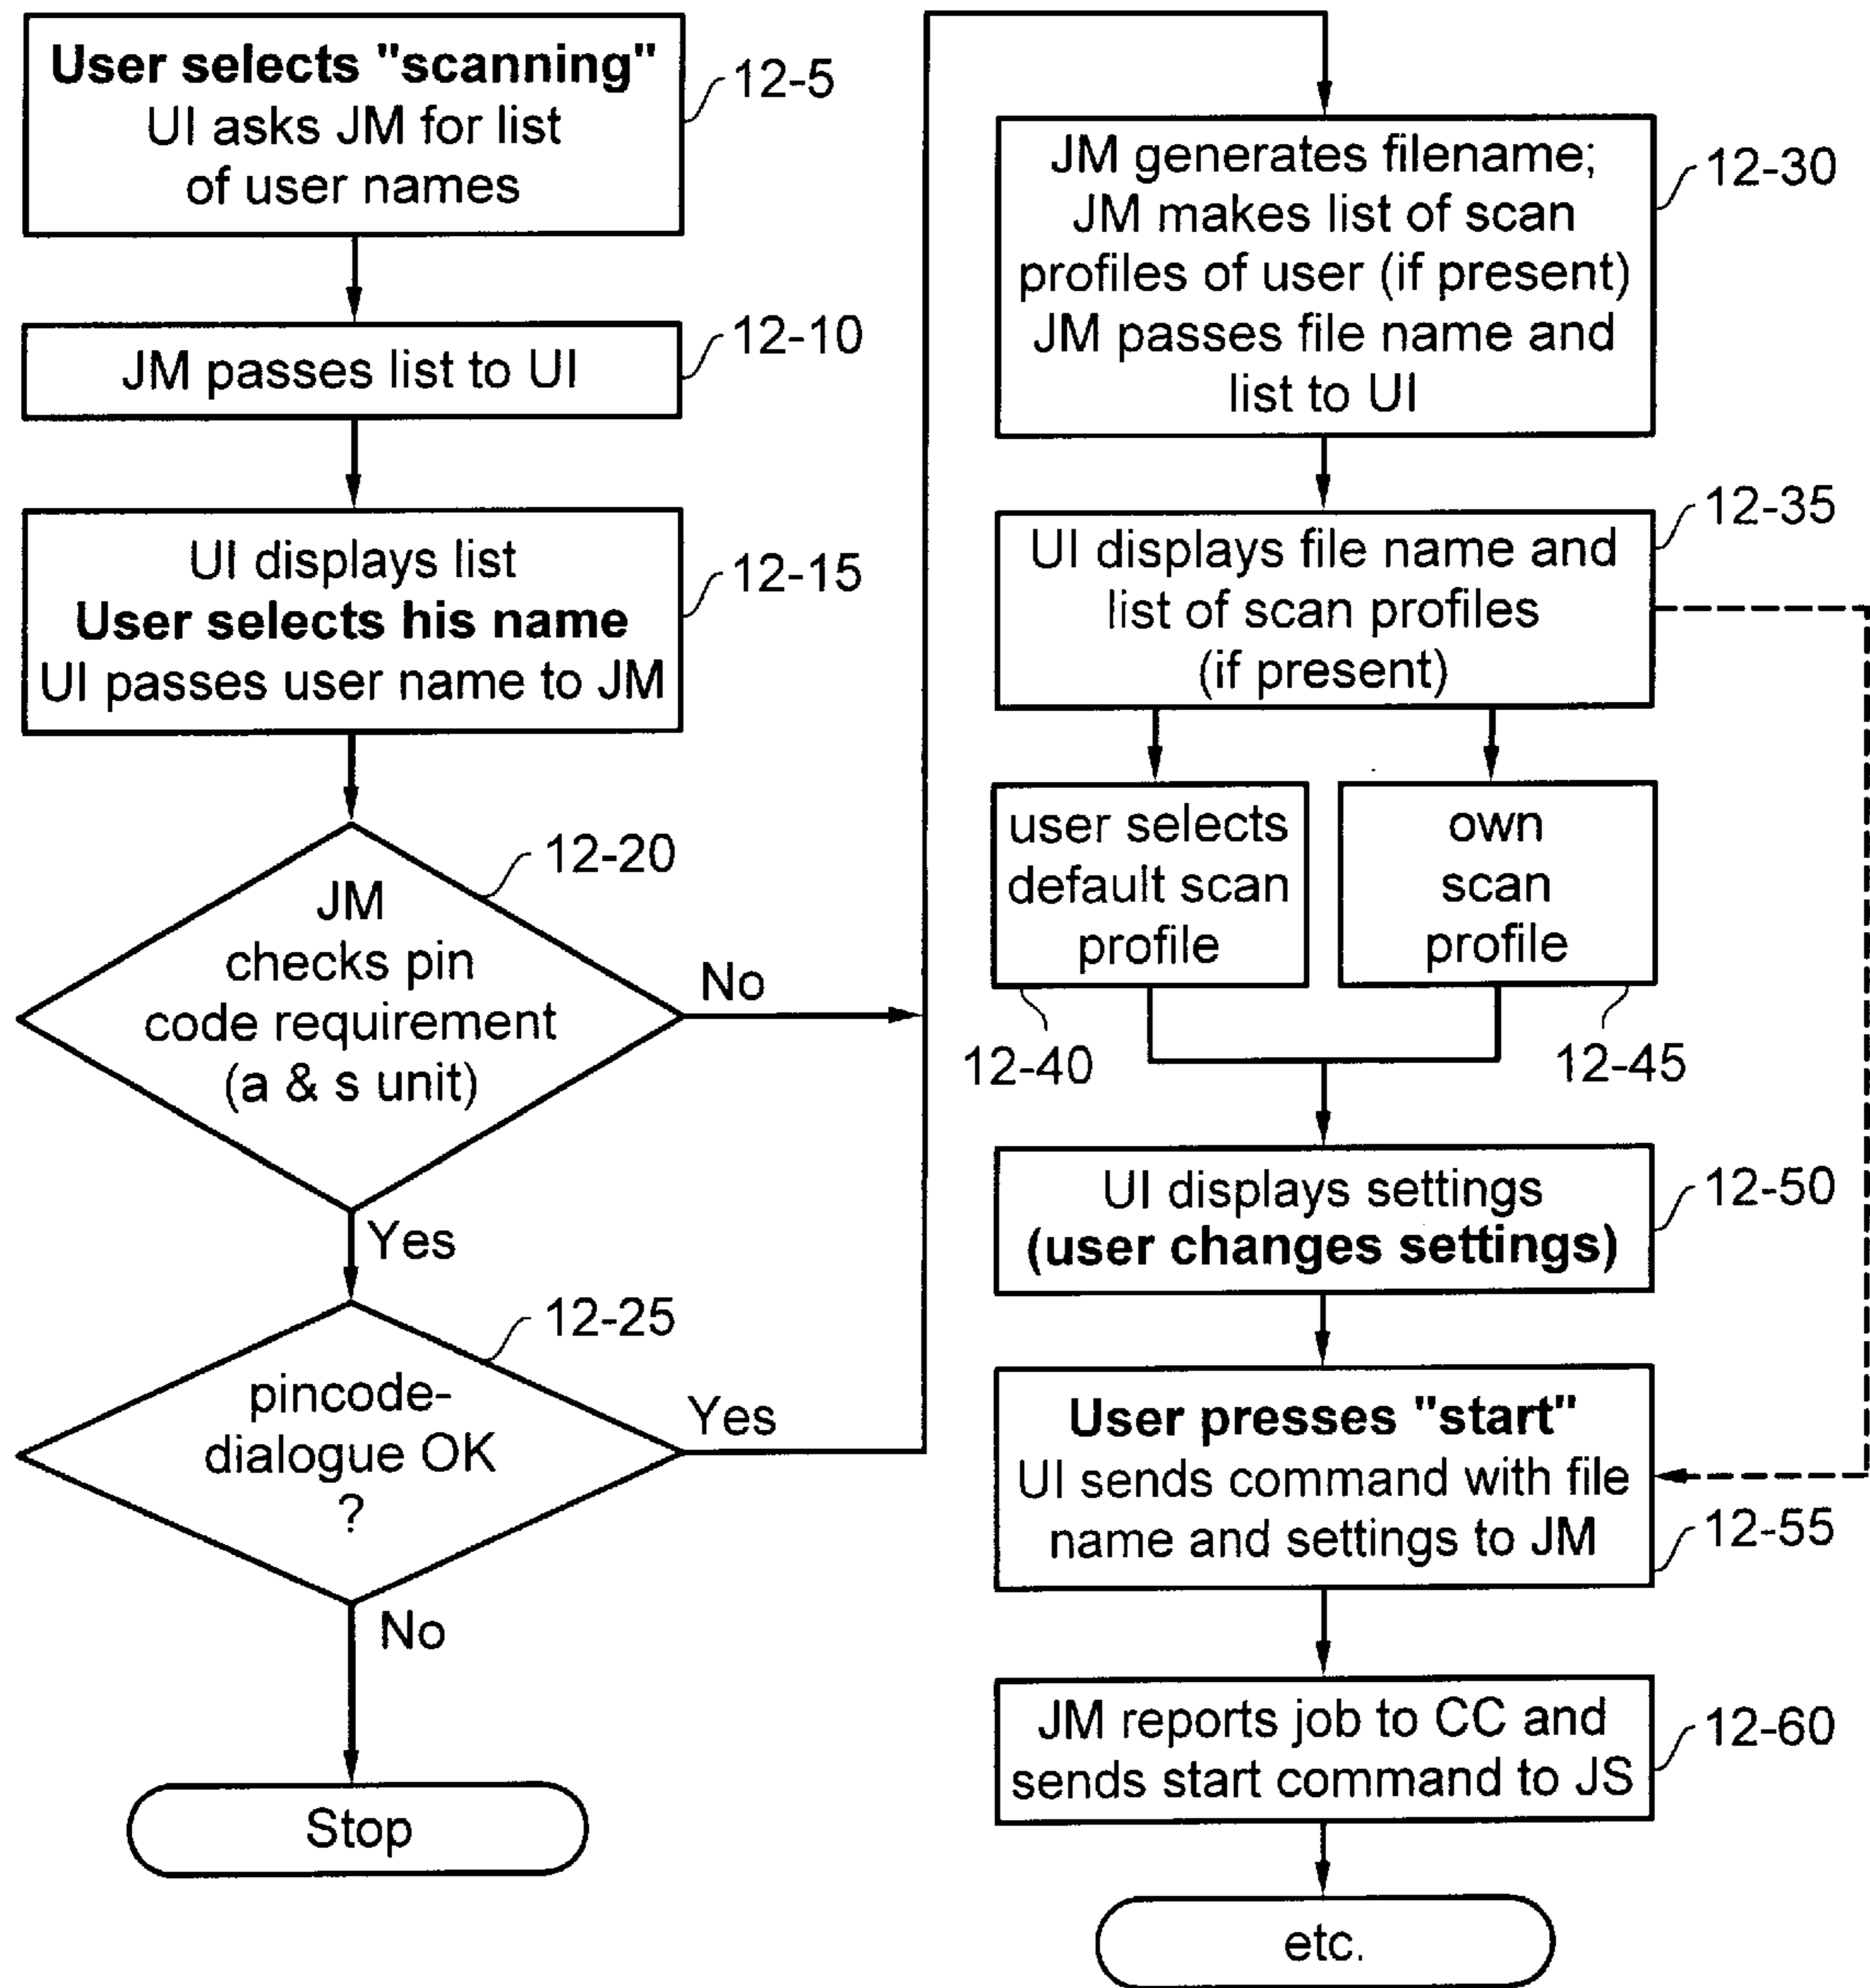 User selects "scanning"
UI asks JM for list
of user names
12-5
JM passes list to UI
12-10
UI displays list
User selects his name
UI passes user name to JM
12-15
JM
checks pin
code requirement
(a & s unit)
12-20
No
Yes
pincode-
dialogue OK
?
12-25
Yes
No
Stop
JM generates filename;
JM makes list of scan
profiles of user (if present)
JM passes file name and
list to UI
12-30
UI displays file name and
list of scan profiles
(if present)
12-35
user selects
default scan
profile
12-40
own
scan
profile
12-45
UI displays settings
(user changes settings)
12-50
User presses "start"
UI sends command with file
name and settings to JM
12-55
JM reports job to CC and
sends start command to JS
12-60
etc.